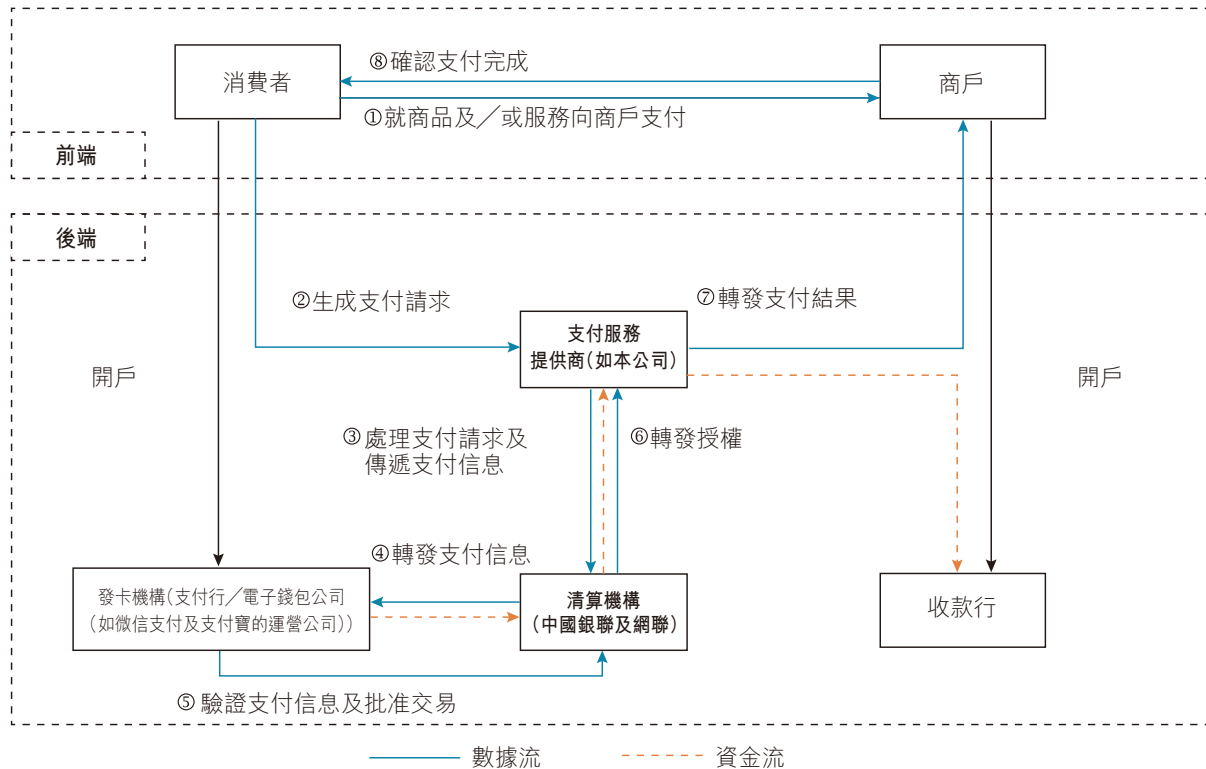 ⑧確認支付完成
消費者
商戶
①就商品及／或服務向商戶支付
前端
後端
②生成支付請求
⑦轉發支付結果
支付服務
提供商(如本公司)
開戶
開戶
③處理支付請求及
傳遞支付信息
⑥轉發授權
④轉發支付信息
發卡機構(支付行／電子錢包公司
(如微信支付及支付寶的運營公司))
清算機構
(中國銀聯及網聯)
收款行
⑤驗證支付信息及批准交易
數據流
資金流